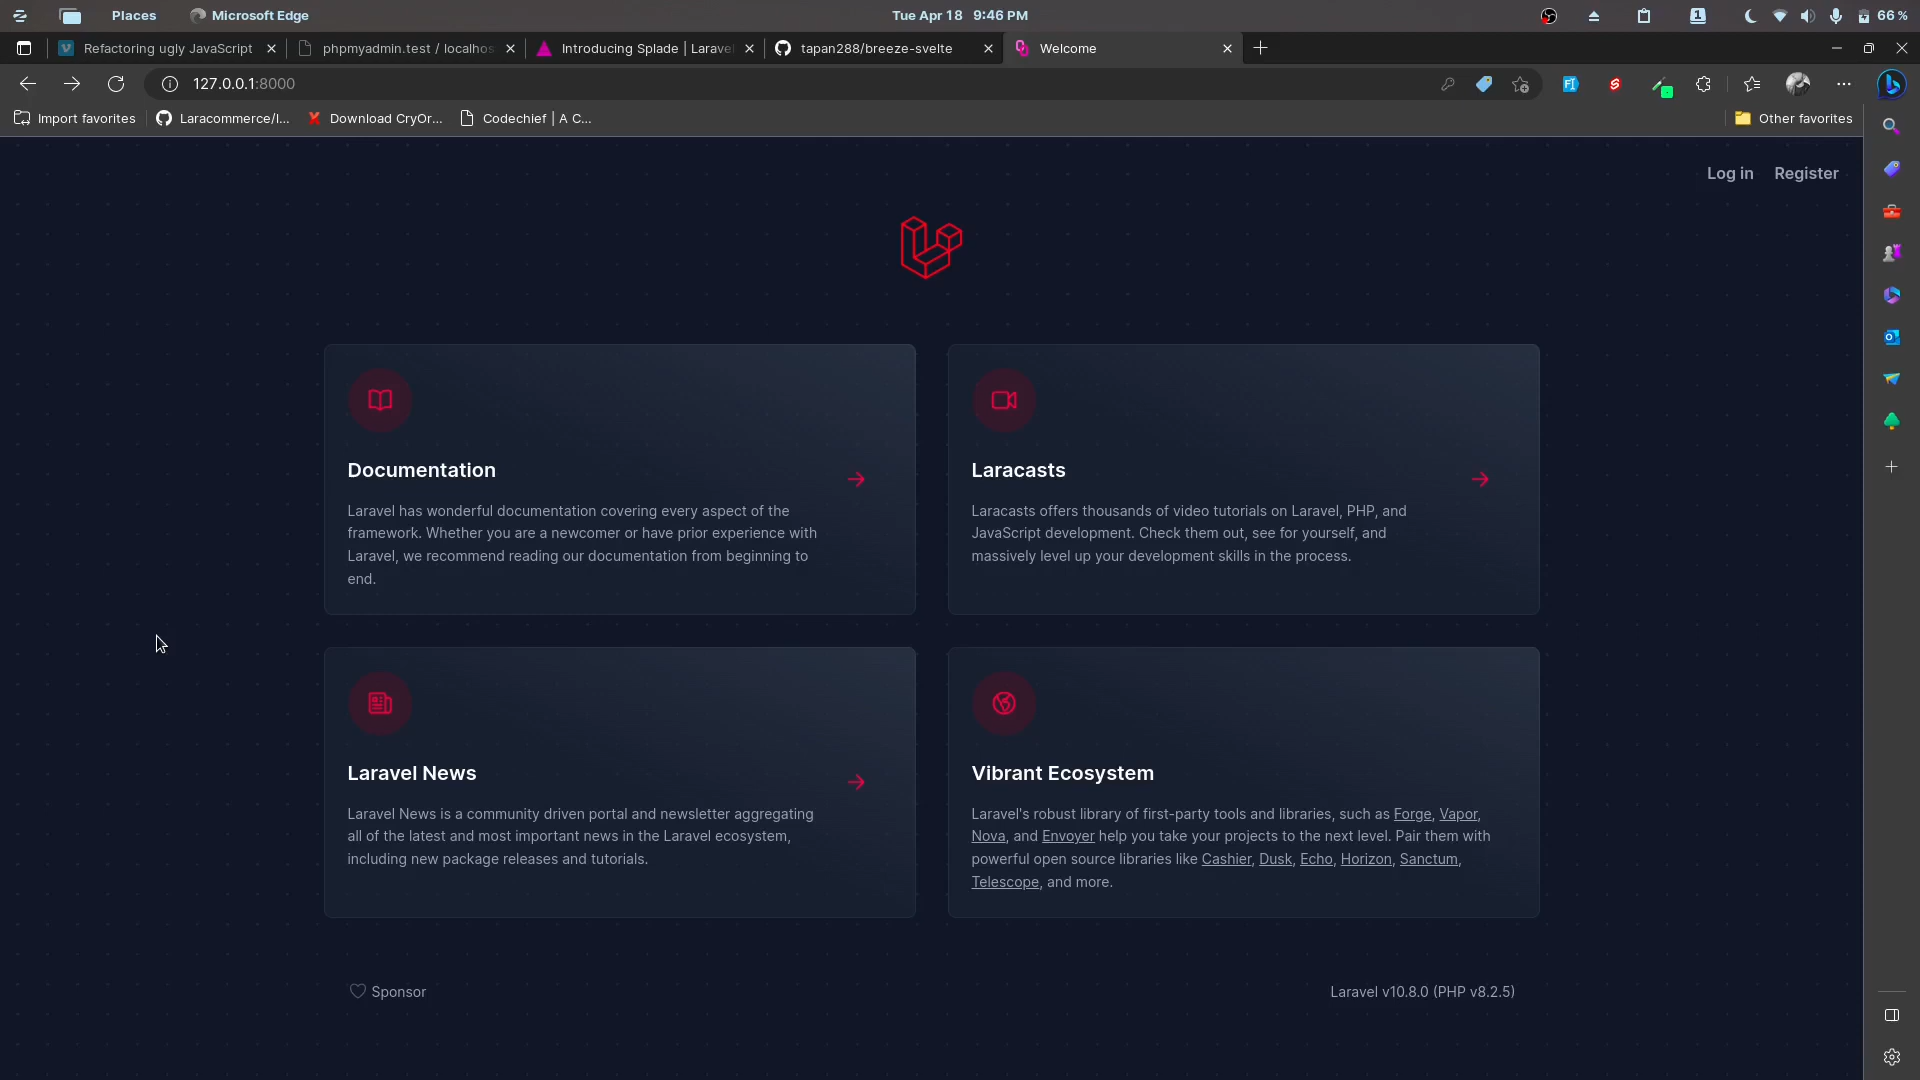 Places
Microsoft Edge
Tue Apr 18 9:46 PM
1
66 %
Refactoring ugly JavaScript
phpmyadmin.test / localhos
Introducing Splade | Larave
tapan288/breeze-svelte
Welcome
127.0.0.1:8000
Import favorites
Laracommerce/l...
Download CryOr...
Codechief | A C...
Other favorites
Log in
Register
Documentation
Laravel has wonderful documentation covering every aspect of the
framework. Whether you are a newcomer or have prior experience with
Laravel, we recommend reading our documentation from beginning to
end.
Laracasts
Laracasts offers thousands of video tutorials on Laravel, PHP, and
JavaScript development. Check them out, see for yourself, and
massively level up your development skills in the process.
Laravel News
Laravel News is a community driven portal and newsletter aggregating
all of the latest and most important news in the Laravel ecosystem,
including new package releases and tutorials.
Vibrant Ecosystem
Laravel's robust library of first-party tools and libraries, such as Forge, Vapor,
Nova, and Envoyer help you take your projects to the next level. Pair them with
powerful open source libraries like Cashier, Dusk, Echo, Horizon, Sanctum,
Telescope, and more.
Sponsor
Laravel v10.8.0 (PHP v8.2.5)